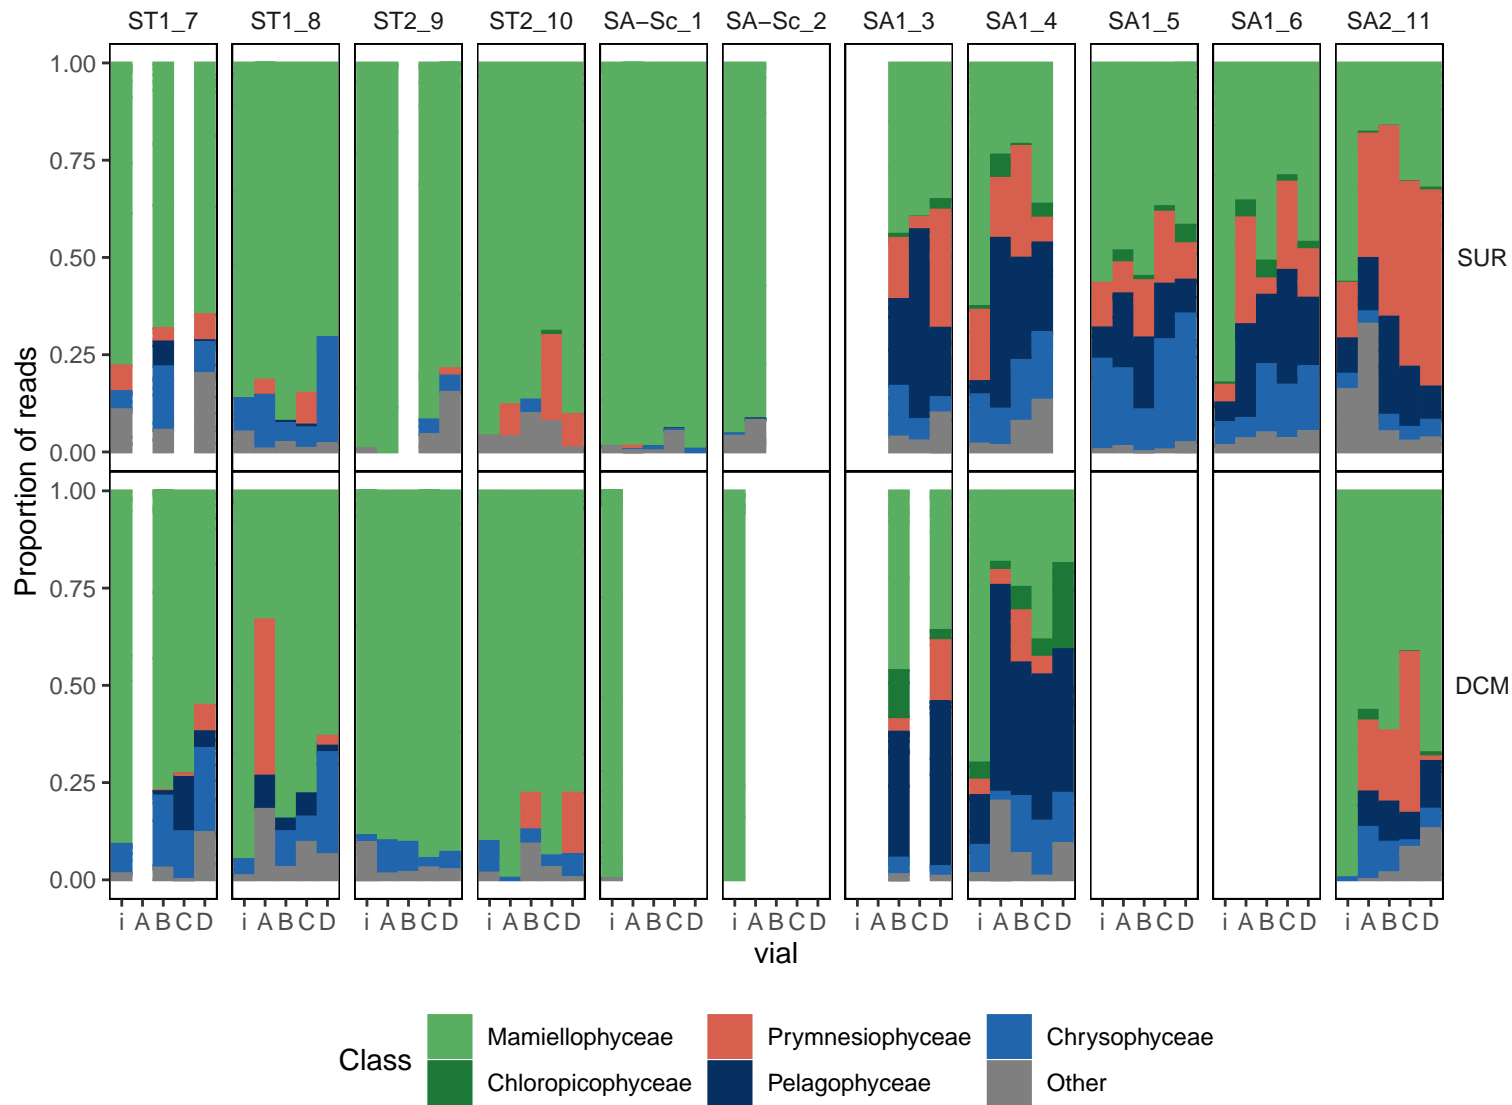 ST1_7 ST1_8 ST2_9 ST2_10 SA−Sc_1 SA−Sc_2 SA1_3 SA1_4 SA1_5 SA1_6 SA2_11
1.00
0.75
0.50
0.25
0.00
SUR
1.00
0.75
0.50
0.25
0.00
DCM
Proportion of reads
i A B C D i A B C D i A B C D i A B C D i A B C D i A B C D i A B C D i A B C D i A B C D i A B C D i A B C D
vial
Class
Mamiellophyceae Prymnesiophyceae Chrysophyceae
Chloropicophyceae Pelagophyceae Other